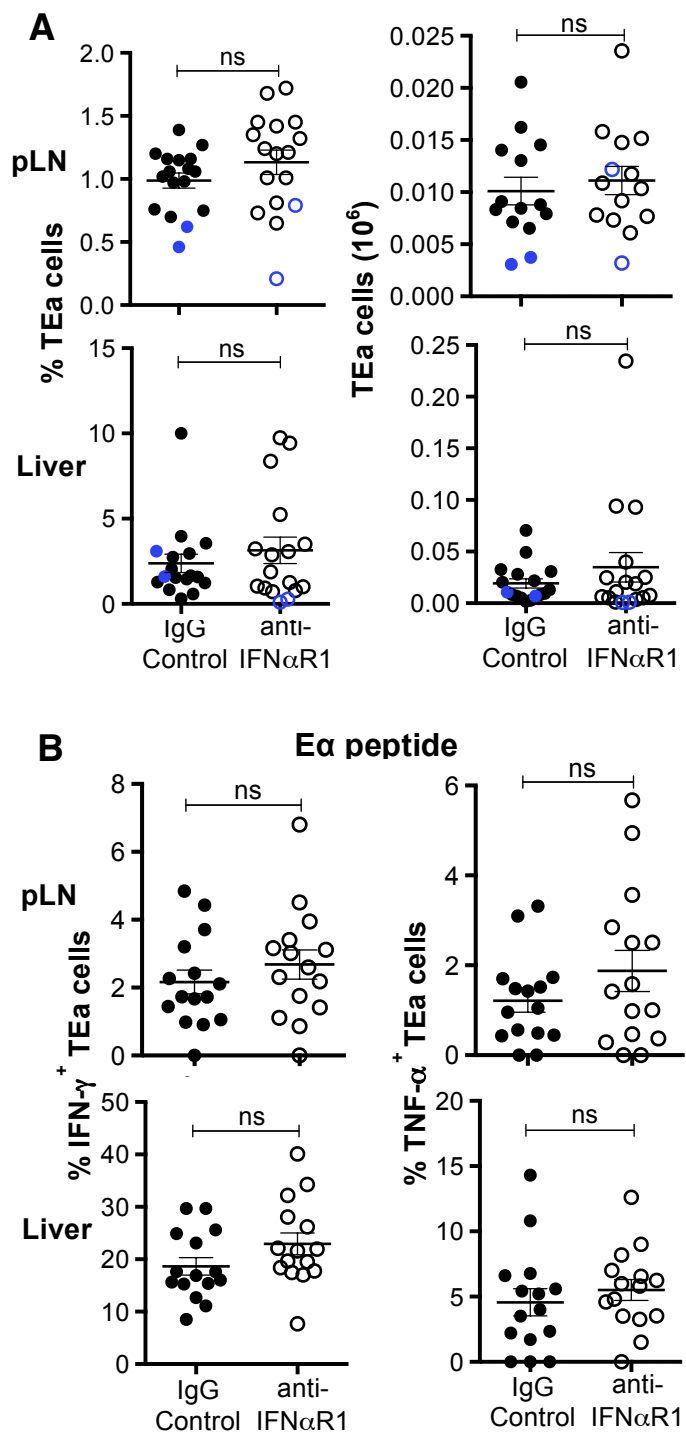 A
ns
ns
2.0
1.5
1.0
0.5
0.0
0.025
0.020
0.015
0.010
0.005
0.000
pLN
% TEa cells
TEa cells (10⁶)
ns
ns
15
10
5
0
0.25
0.20
0.15
0.10
0.05
0.00
Liver
IgG
Control
anti-
IFNαR1
IgG
Control
anti-
IFNαR1
B
Eα peptide
ns
ns
8
6
4
2
0
6
4
2
0
pLN
% IFN-γ⁺ TEa cells
% TNF-α⁺ TEa cells
ns
ns
50
40
30
20
10
0
20
15
10
5
0
Liver
IgG
Control
anti-
IFNαR1
IgG
Control
anti-
IFNαR1